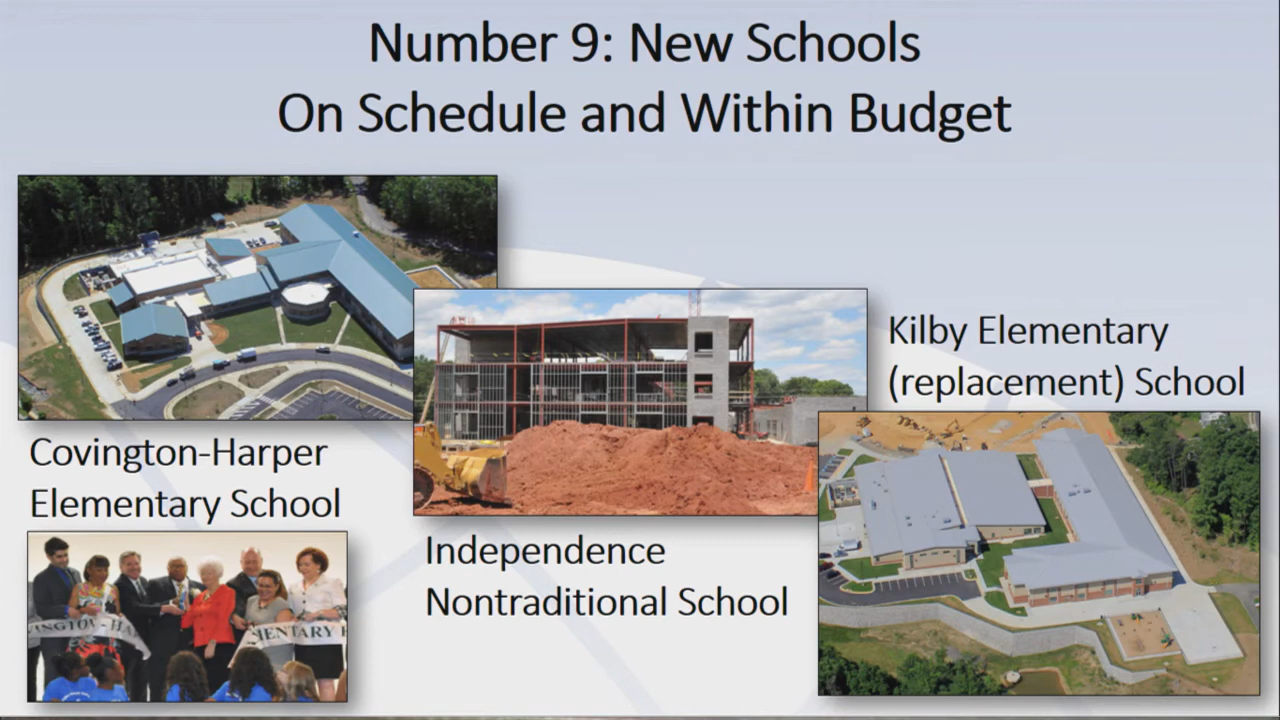 Number 9: New Schools
On Schedule and Within Budget
Kilby Elementary
(replacement) School
Covington-Harper
Elementary School
Independence
Nontraditional School